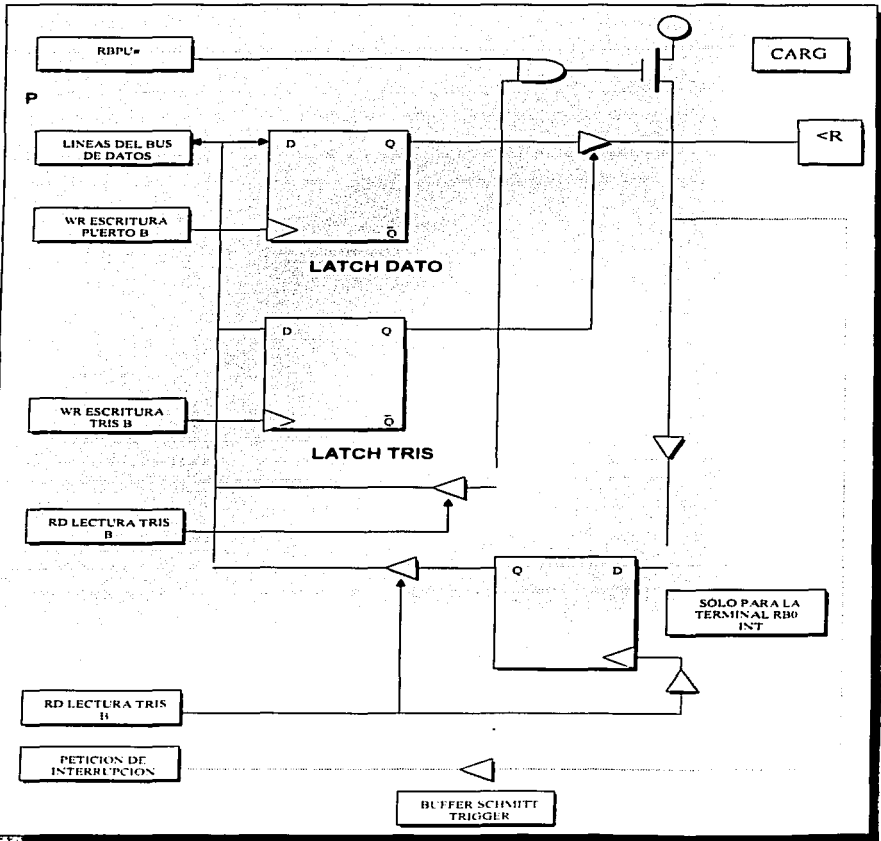 RBPU#
CARG
P
LINEAS DEL BUS
DE DATOS
D
Q
<R
WR ESCRITURA
PUERTO B
Q̅
LATCH DATO
D
Q
WR ESCRITURA
TRIS B
Q̅
LATCH TRIS
RD LECTURA TRIS
B
Q
D
SOLO PARA LA
TERMINAL RB0
INT
RD LECTURA TRIS
B
PETICION DE
INTERRUPCION
BUFFER SCHMITT
TRIGGER